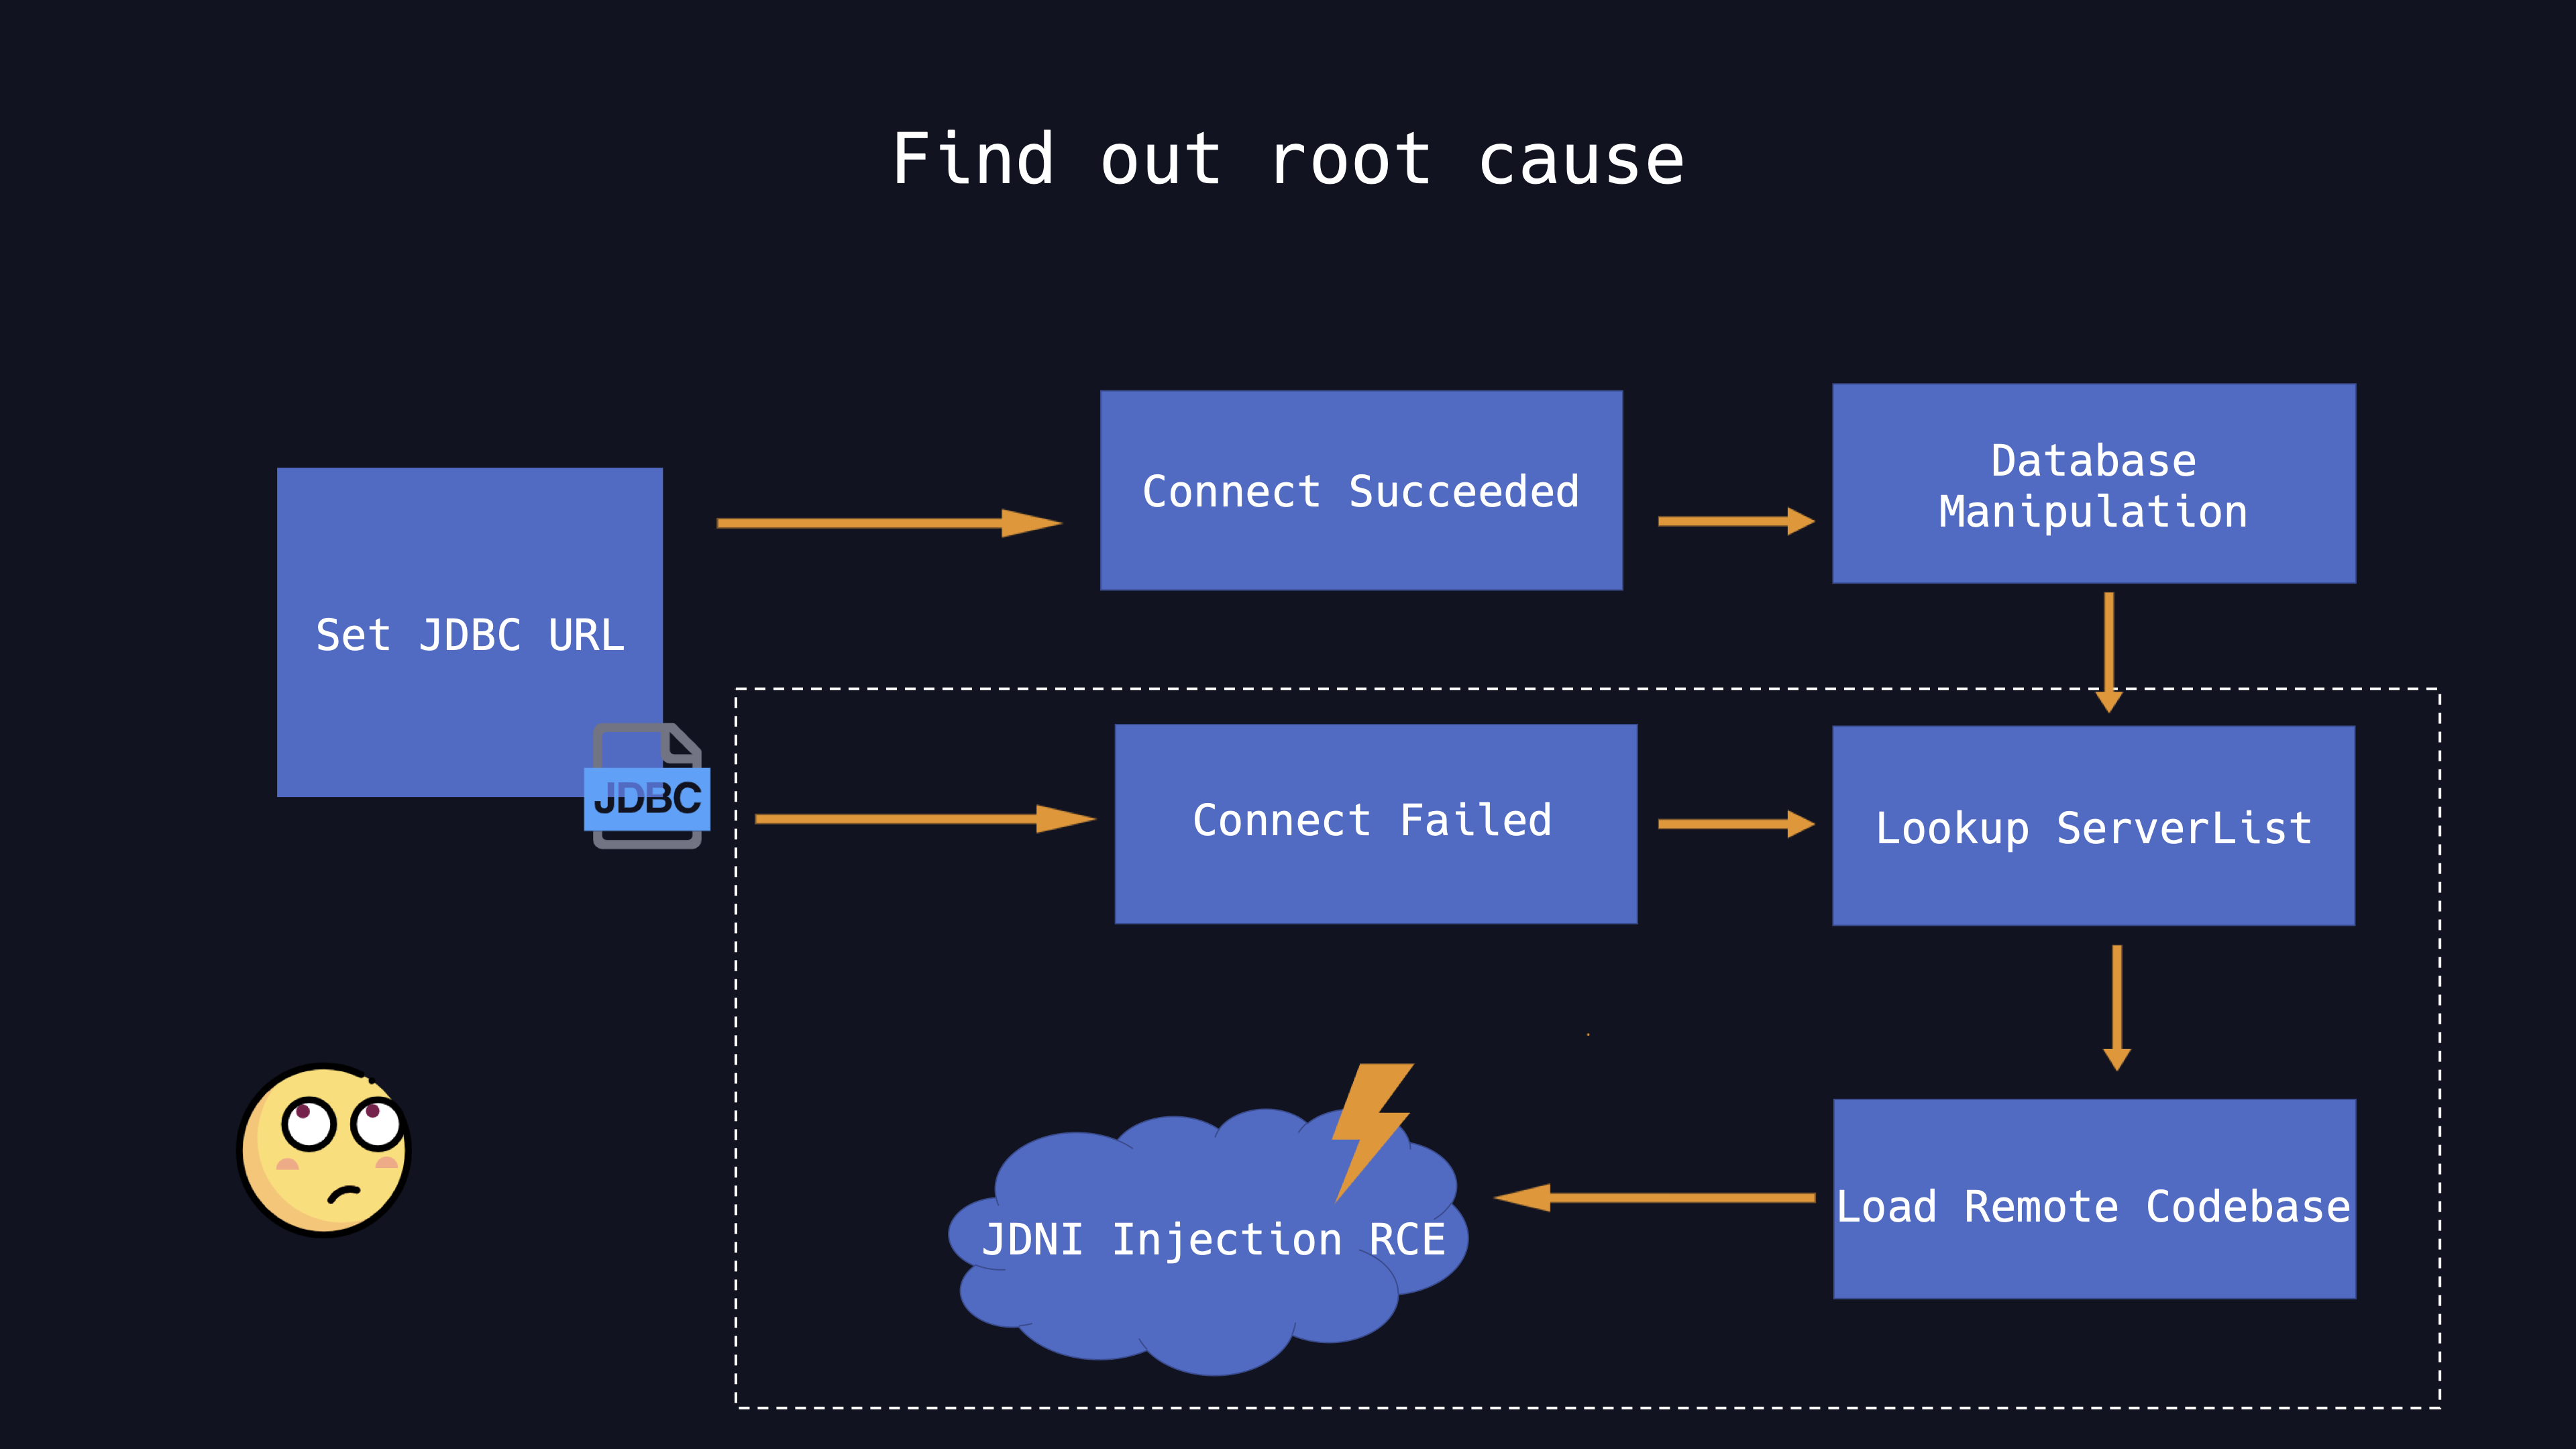 Find out root cause
Set JDBC URL
JDBC
Connect Succeeded
Database
Manipulation
Connect Failed
Lookup ServerList
Load Remote Codebase
JDNI Injection RCE